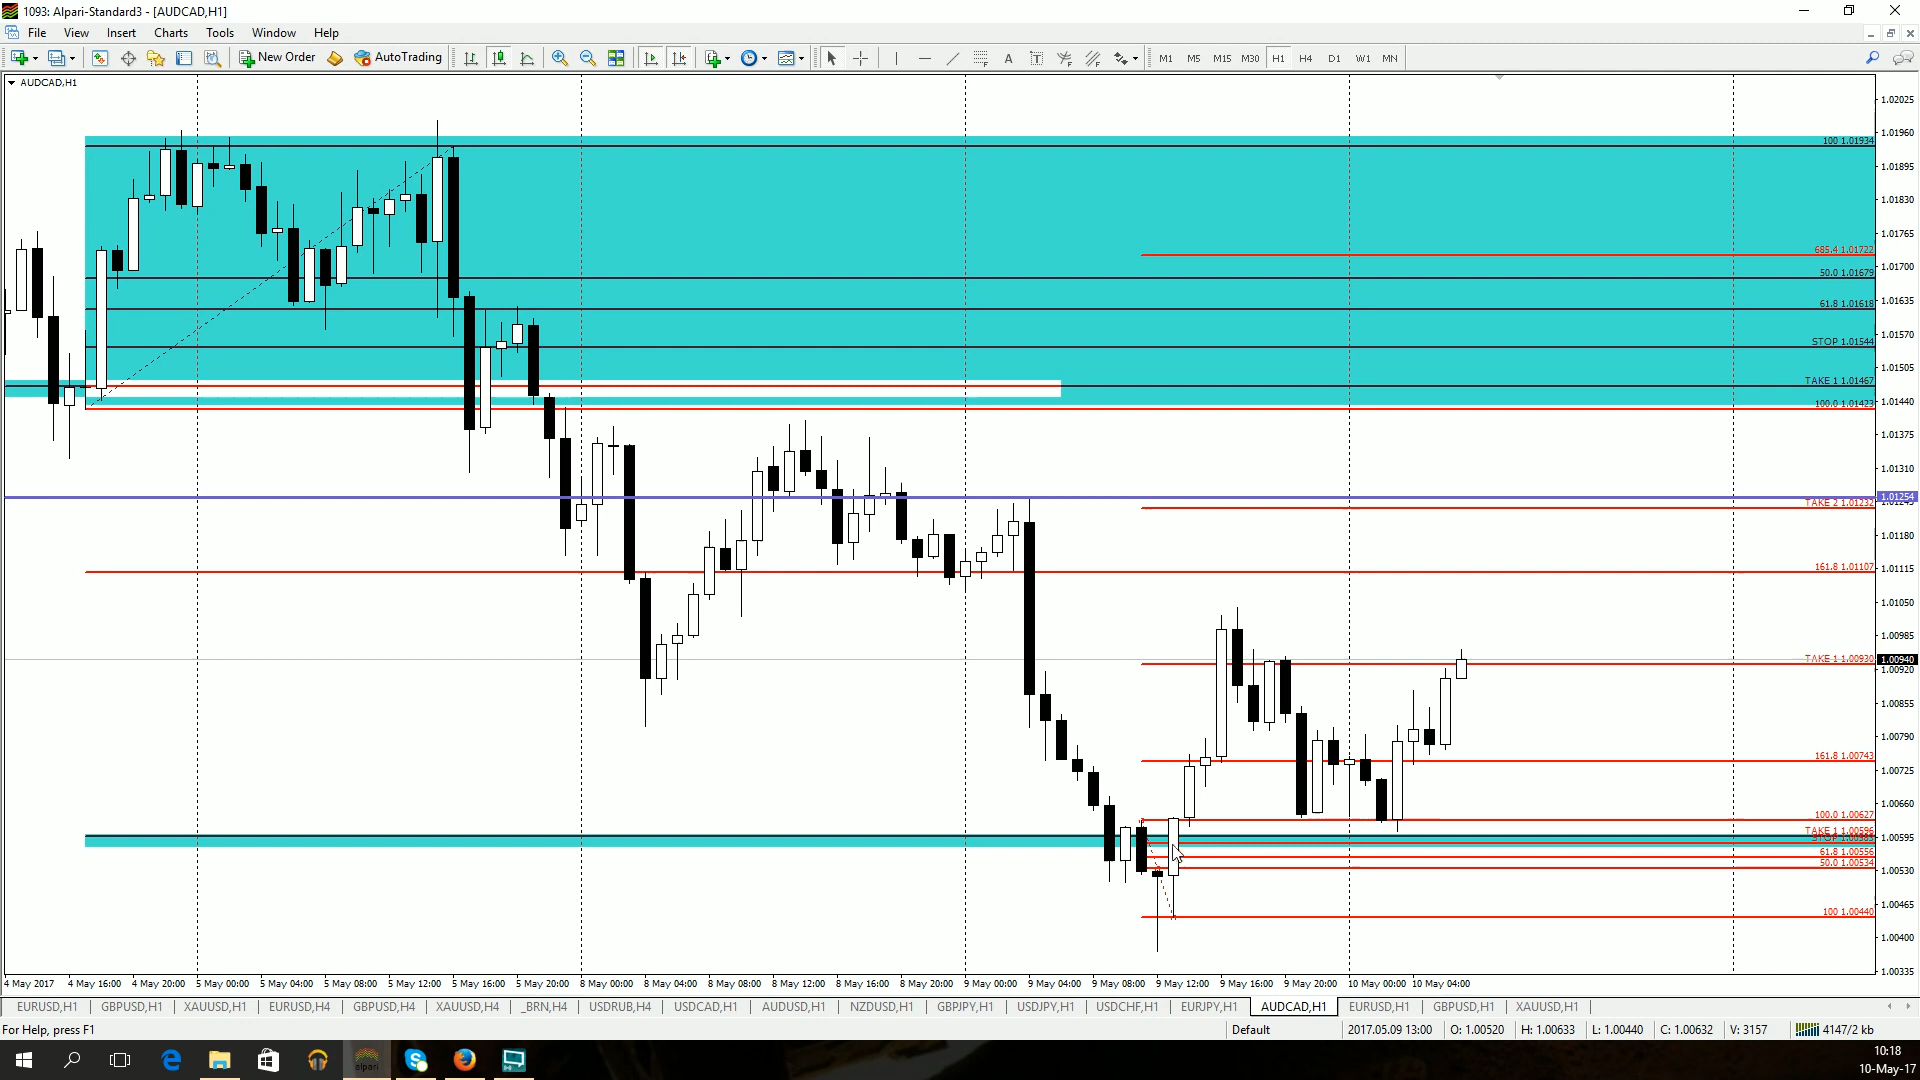 1093: Alpari-Standard3 - [AUDCAD,H1]
File View Insert Charts Tools Window Help
New Order AutoTrading A T M1 M5 M15 M30 H1 H4 D1 W1 MN
AUDCAD,H1
1.02025
1.01960
100 1.01934
1.01895
1.01830
1.01765
685.4 1.01722
1.01700
50.0 1.01679
1.01635
61.8 1.01618
1.01570
STOP 1.01544
1.01505
TAKE 1 1.01467
1.01440
100.0 1.01423
1.01375
1.01310
1.01254
TAKE 2 1.01232
1.01180
161.8 1.01107
1.01115
1.01050
1.00985
TAKE 1 1.00930
1.00940
1.00920
1.00855
1.00790
161.8 1.00743
1.00725
1.00660
100.0 1.00627
TAKE 1 1.00596
1.00595
61.8 1.00556
50.0 1.00534
1.00530
1.00465
100 1.00440
1.00400
1.00335
4 May 2017 4 May 16:00 4 May 20:00 5 May 00:00 5 May 04:00 5 May 08:00 5 May 12:00 5 May 16:00 5 May 20:00 8 May 00:00 8 May 04:00 8 May 08:00 8 May 12:00 8 May 16:00 8 May 20:00 9 May 00:00 9 May 04:00 9 May 08:00 9 May 12:00 9 May 16:00 9 May 20:00 10 May 00:00 10 May 04:00
EURUSD,H1 GBPUSD,H1 XAUUSD,H1 EURUSD,H4 GBPUSD,H4 XAUUSD,H4 _BRN,H4 USDRUB,H4 USDCAD,H1 AUDUSD,H1 NZDUSD,H1 GBPJPY,H1 USDJPY,H1 USDCHF,H1 EURJPY,H1 AUDCAD,H1 EURUSD,H1 GBPUSD,H1 XAUUSD,H1
For Help, press F1 Default 2017.05.09 13:00 O: 1.00520 H: 1.00633 L: 1.00440 C: 1.00632 V: 3157 4147/2 kb
alpari
10:18
10-May-17